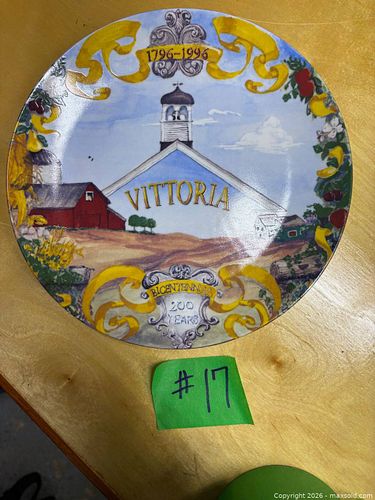 1796-1996
VITTORIA
BICENTENNIAL
200
YEARS
#17
Copyright 2026 - maxsold.com